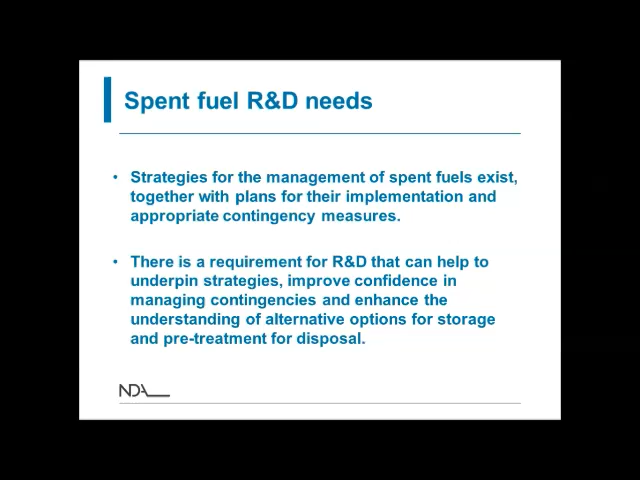 Spent fuel R&D needs
• Strategies for the management of spent fuels exist,
together with plans for their implementation and
appropriate contingency measures.
• There is a requirement for R&D that can help to
underpin strategies, improve confidence in
managing contingencies and enhance the
understanding of alternative options for storage
and pre-treatment for disposal.
NDA